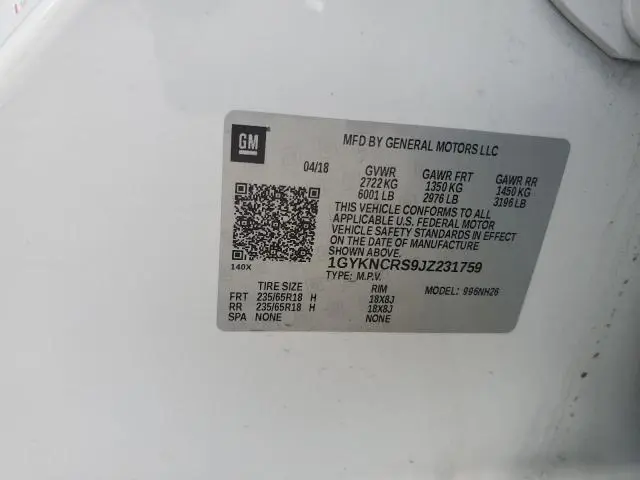 GM
MFD BY GENERAL MOTORS LLC
04/18 GVWR GAWR FRT GAWR RR
2722 KG 1350 KG 1450 KG
6001 LB 2976 LB 3196 LB
THIS VEHICLE CONFORMS TO ALL
APPLICABLE U.S. FEDERAL MOTOR
VEHICLE SAFETY STANDARDS IN
EFFECT ON THE DATE OF MANUFACTURE
SHOWN ABOVE.
140X
1GYKNCRS9JZ231759
TYPE: M.P.V. MODEL: 996NH26
TIRE SIZE RIM
FRT 235/65R18 H 18X8J
RR 235/65R18 H 18X8J
SPA NONE NONE